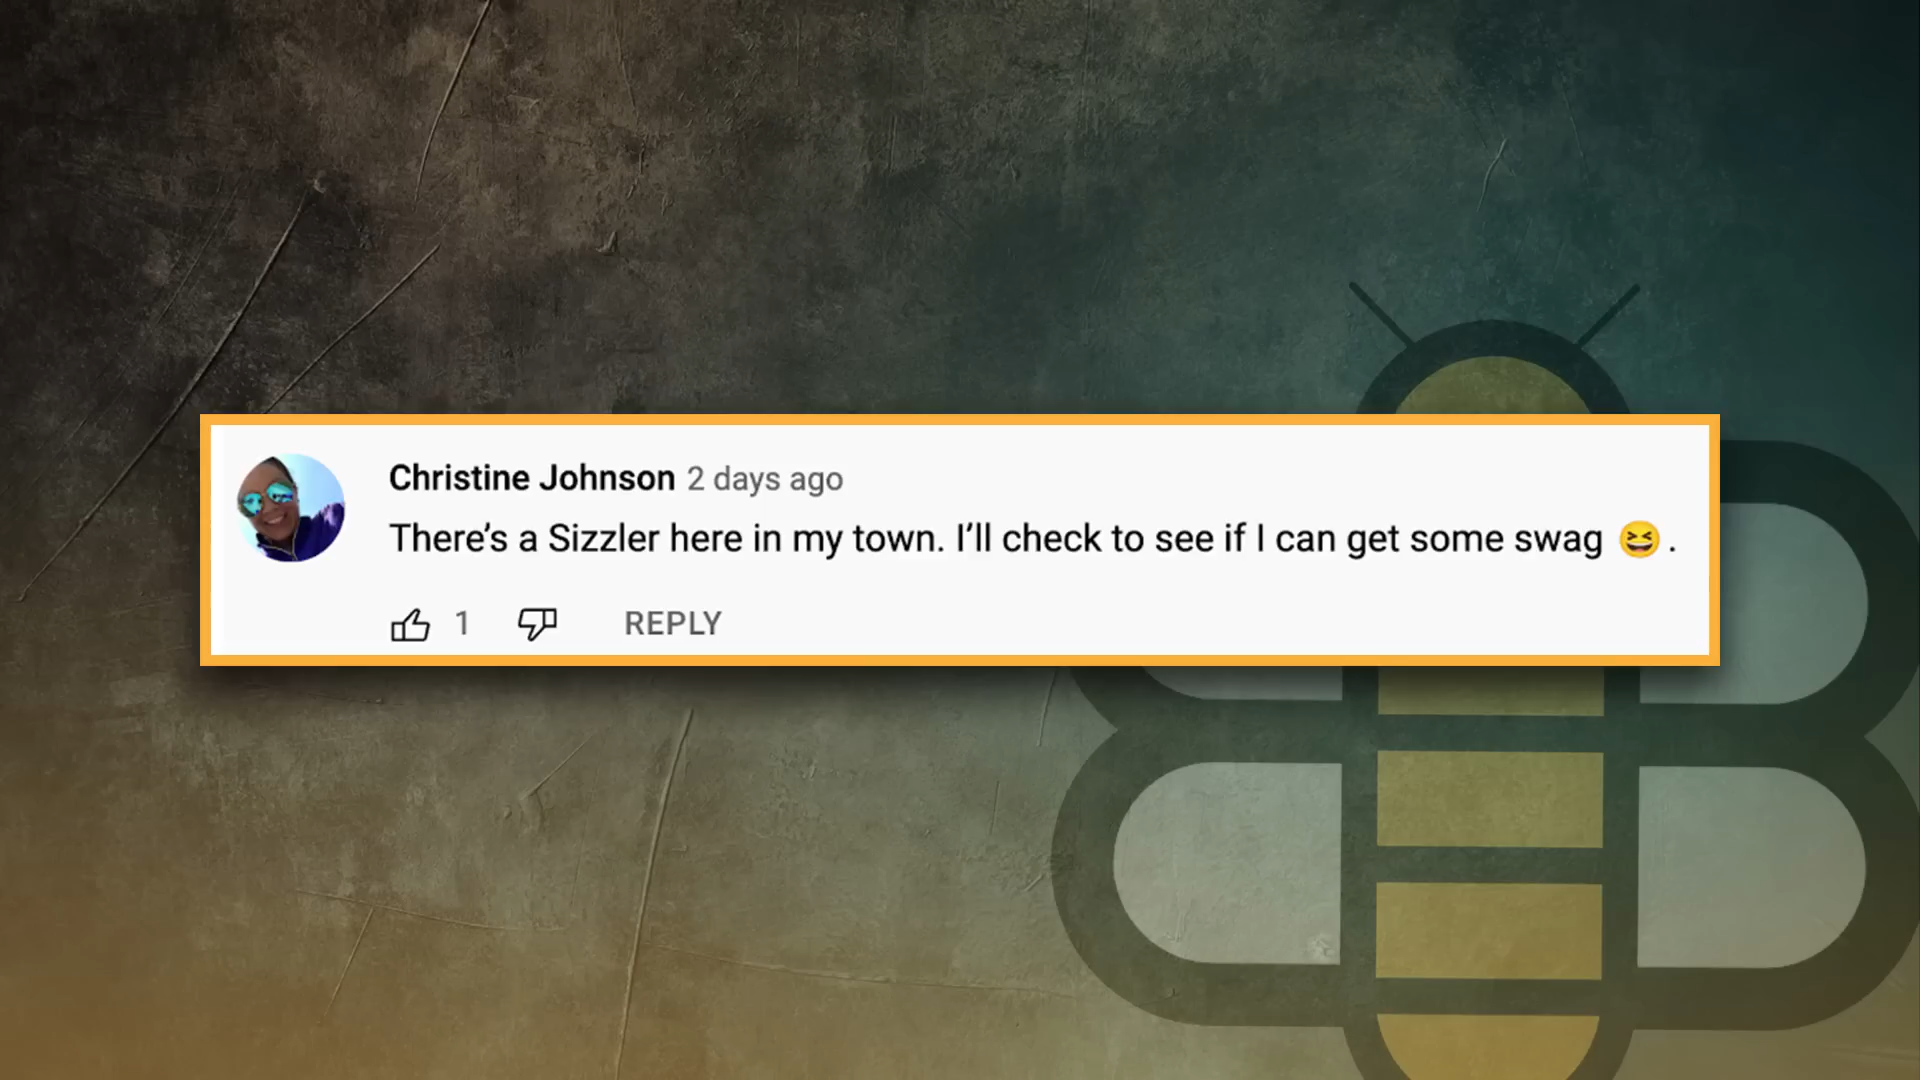 Christine Johnson 2 days ago
There’s a Sizzler here in my town. I’ll check to see if I can get some swag 😆 .
1 REPLY